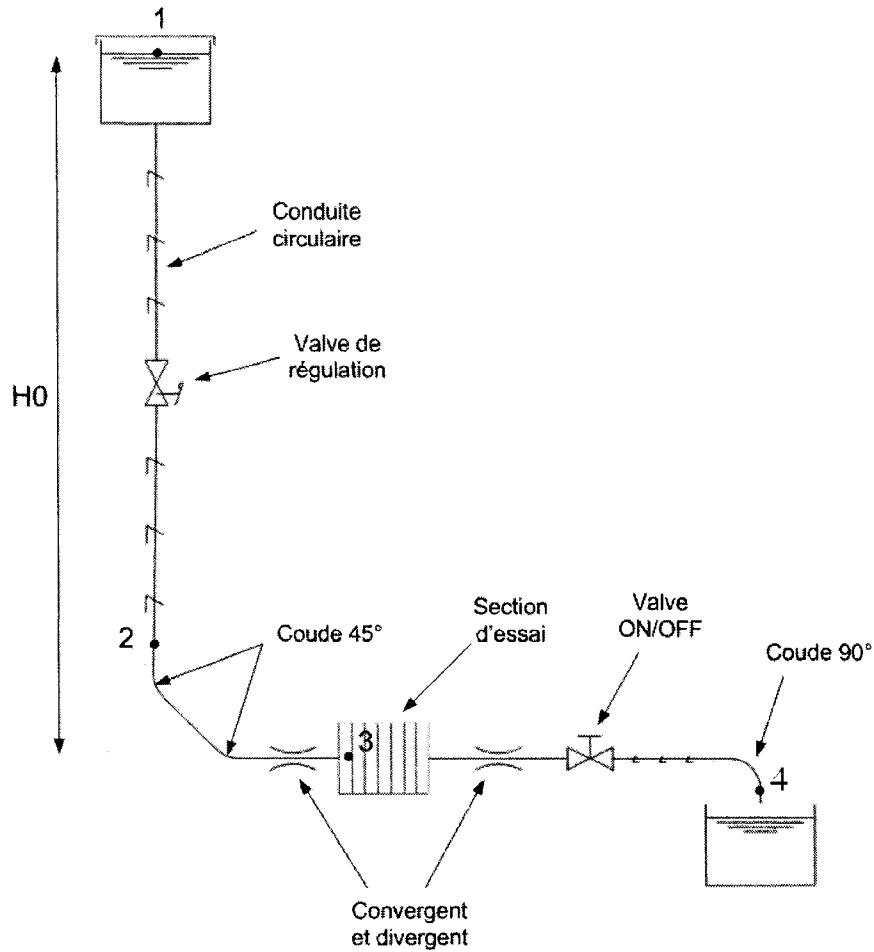 1
Conduite
circulaire
Valve de
régulation
H0
2
Coude 45°
Section
d'essai
Valve
ON/OFF
Coude 90°
3
4
Convergent
et divergent